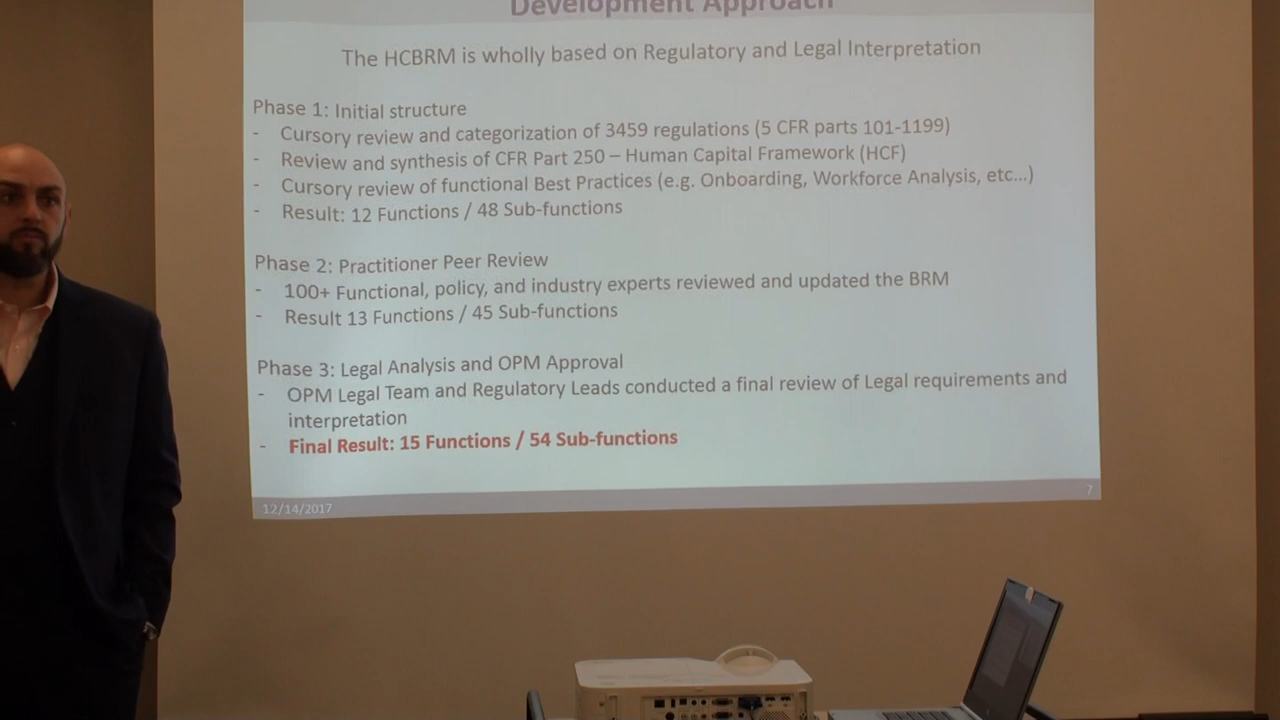 Development Approach
The HCBRM is wholly based on Regulatory and Legal Interpretation
Phase 1: Initial structure
- Cursory review and categorization of 3459 regulations (5 CFR parts 101-1199)
- Review and synthesis of CFR Part 250 – Human Capital Framework (HCF)
- Cursory review of functional Best Practices (e.g. Onboarding, Workforce Analysis, etc...)
- Result: 12 Functions / 48 Sub-functions
Phase 2: Practitioner Peer Review
- 100+ Functional, policy, and industry experts reviewed and updated the BRM
- Result 13 Functions / 45 Sub-functions
Phase 3: Legal Analysis and OPM Approval
- OPM Legal Team and Regulatory Leads conducted a final review of Legal requirements and
interpretation
- Final Result: 15 Functions / 54 Sub-functions
12/14/2017
7